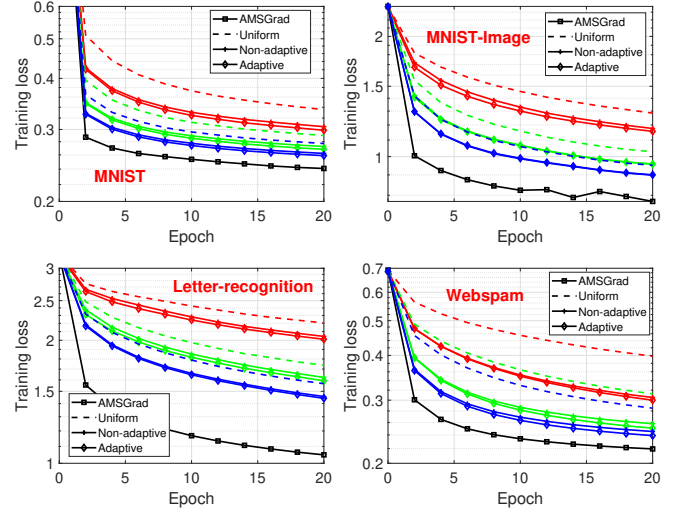 0.6
0.5
0.4
0.3
0.2
0
5
10
15
20
Epoch
Training loss
MNIST
AMSGrad
Uniform
Non-adaptive
Adaptive
2
1.5
1
0
5
10
15
20
Epoch
Training loss
MNIST-Image
AMSGrad
Uniform
Non-adaptive
Adaptive
3
2.5
2
1.5
1
0
5
10
15
20
Epoch
Training loss
Letter-recognition
AMSGrad
Uniform
Non-adaptive
Adaptive
0.7
0.6
0.5
0.4
0.3
0.2
0
5
10
15
20
Epoch
Training loss
Webspam
AMSGrad
Uniform
Non-adaptive
Adaptive